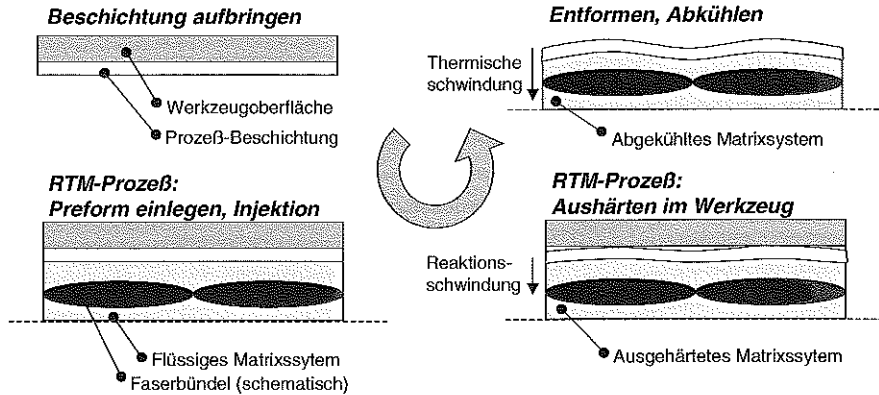 Beschichtung aufbringen
Werkzeugoberfläche
Prozeß-Beschichtung
RTM-Prozeß:
Preform einlegen, Injektion
Flüssiges Matrixssytem
Faserbündel (schematisch)
Entformen, Abkühlen
Thermische
schwindung
Abgekühltes Matrixsystem
RTM-Prozeß:
Aushärten im Werkzeug
Reaktions-
schwindung
Ausgehärtetes Matrixssytem